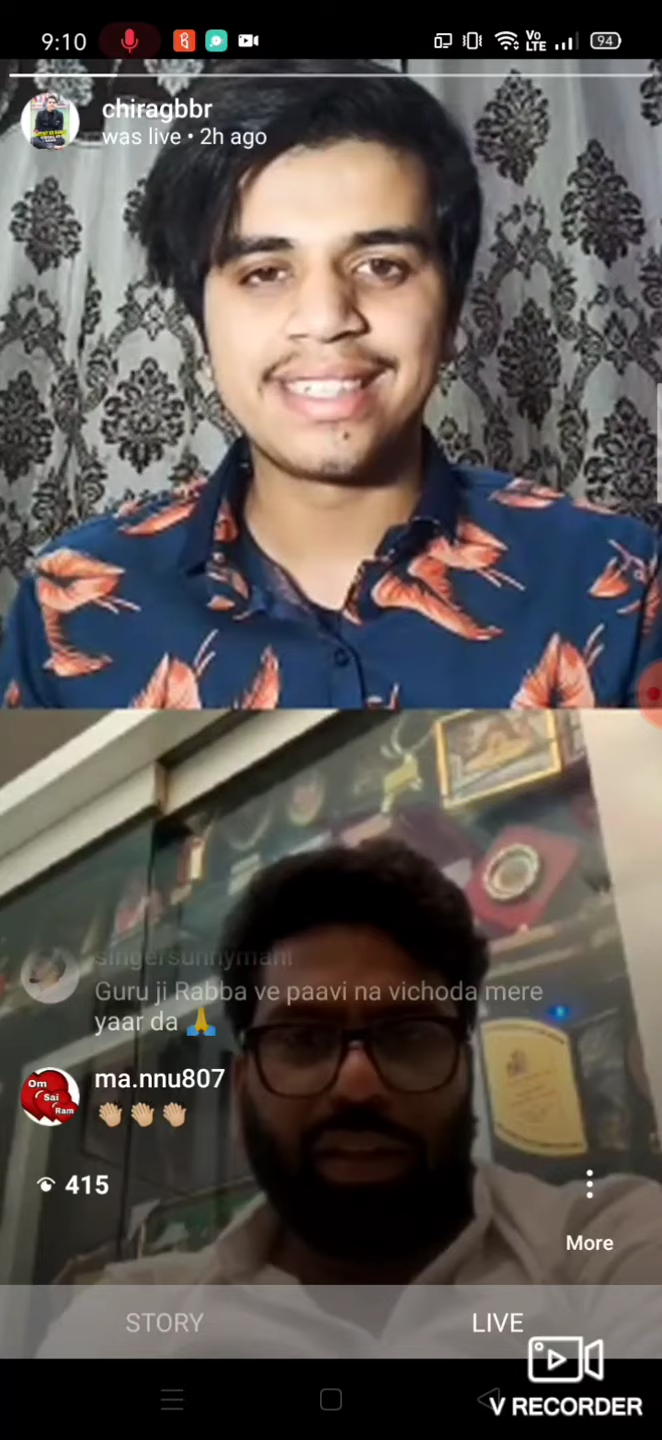 9:10
Vo
LTE
94
chiragbbr
was live • 2h ago
singersunnymahi
Guru ji Rabba ve paavi na vichoda mere
yaar da 🙏
Om
Sai
Ram
ma.nnu807
👏🏼👏🏼👏🏼
415
More
STORY
LIVE
V RECORDER